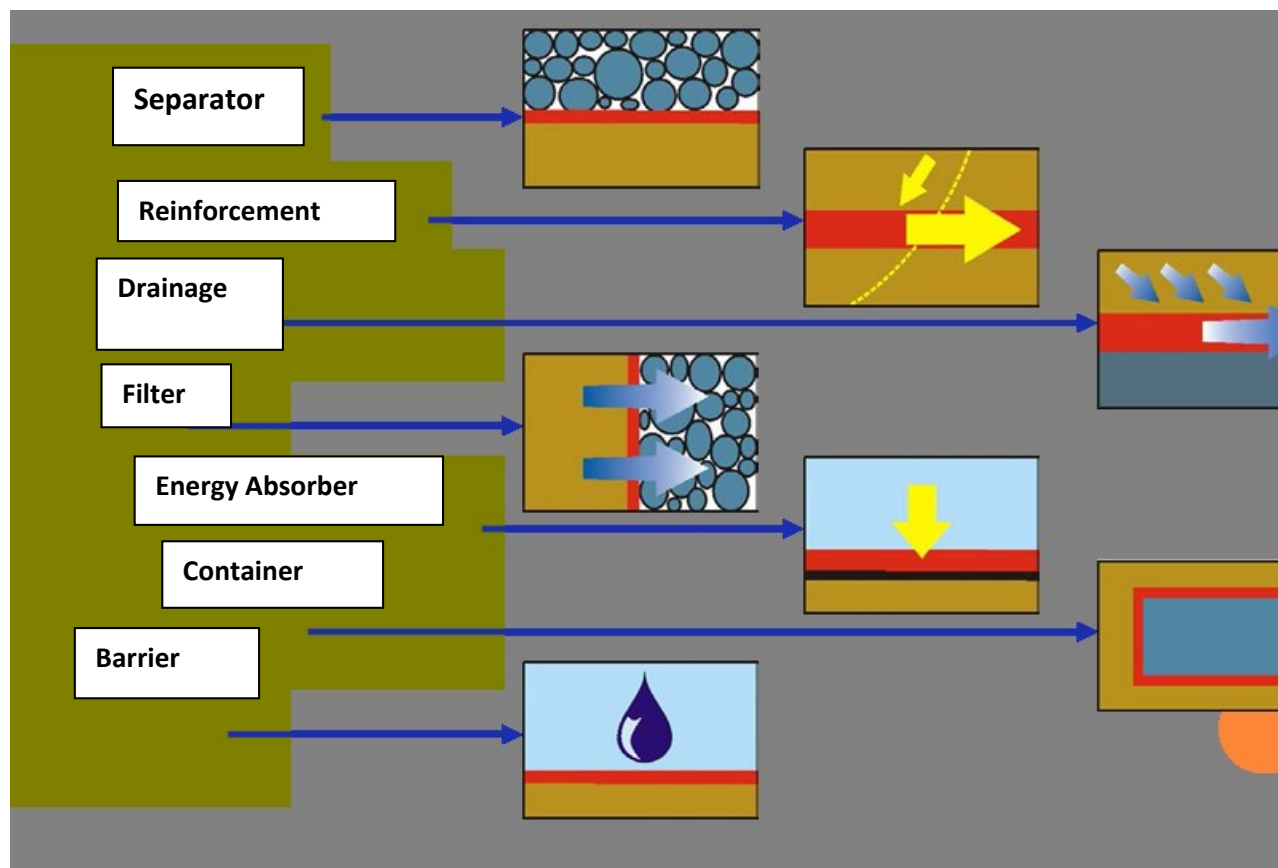 Separator
Reinforcement
Drainage
Filter
Energy Absorber
Container
Barrier